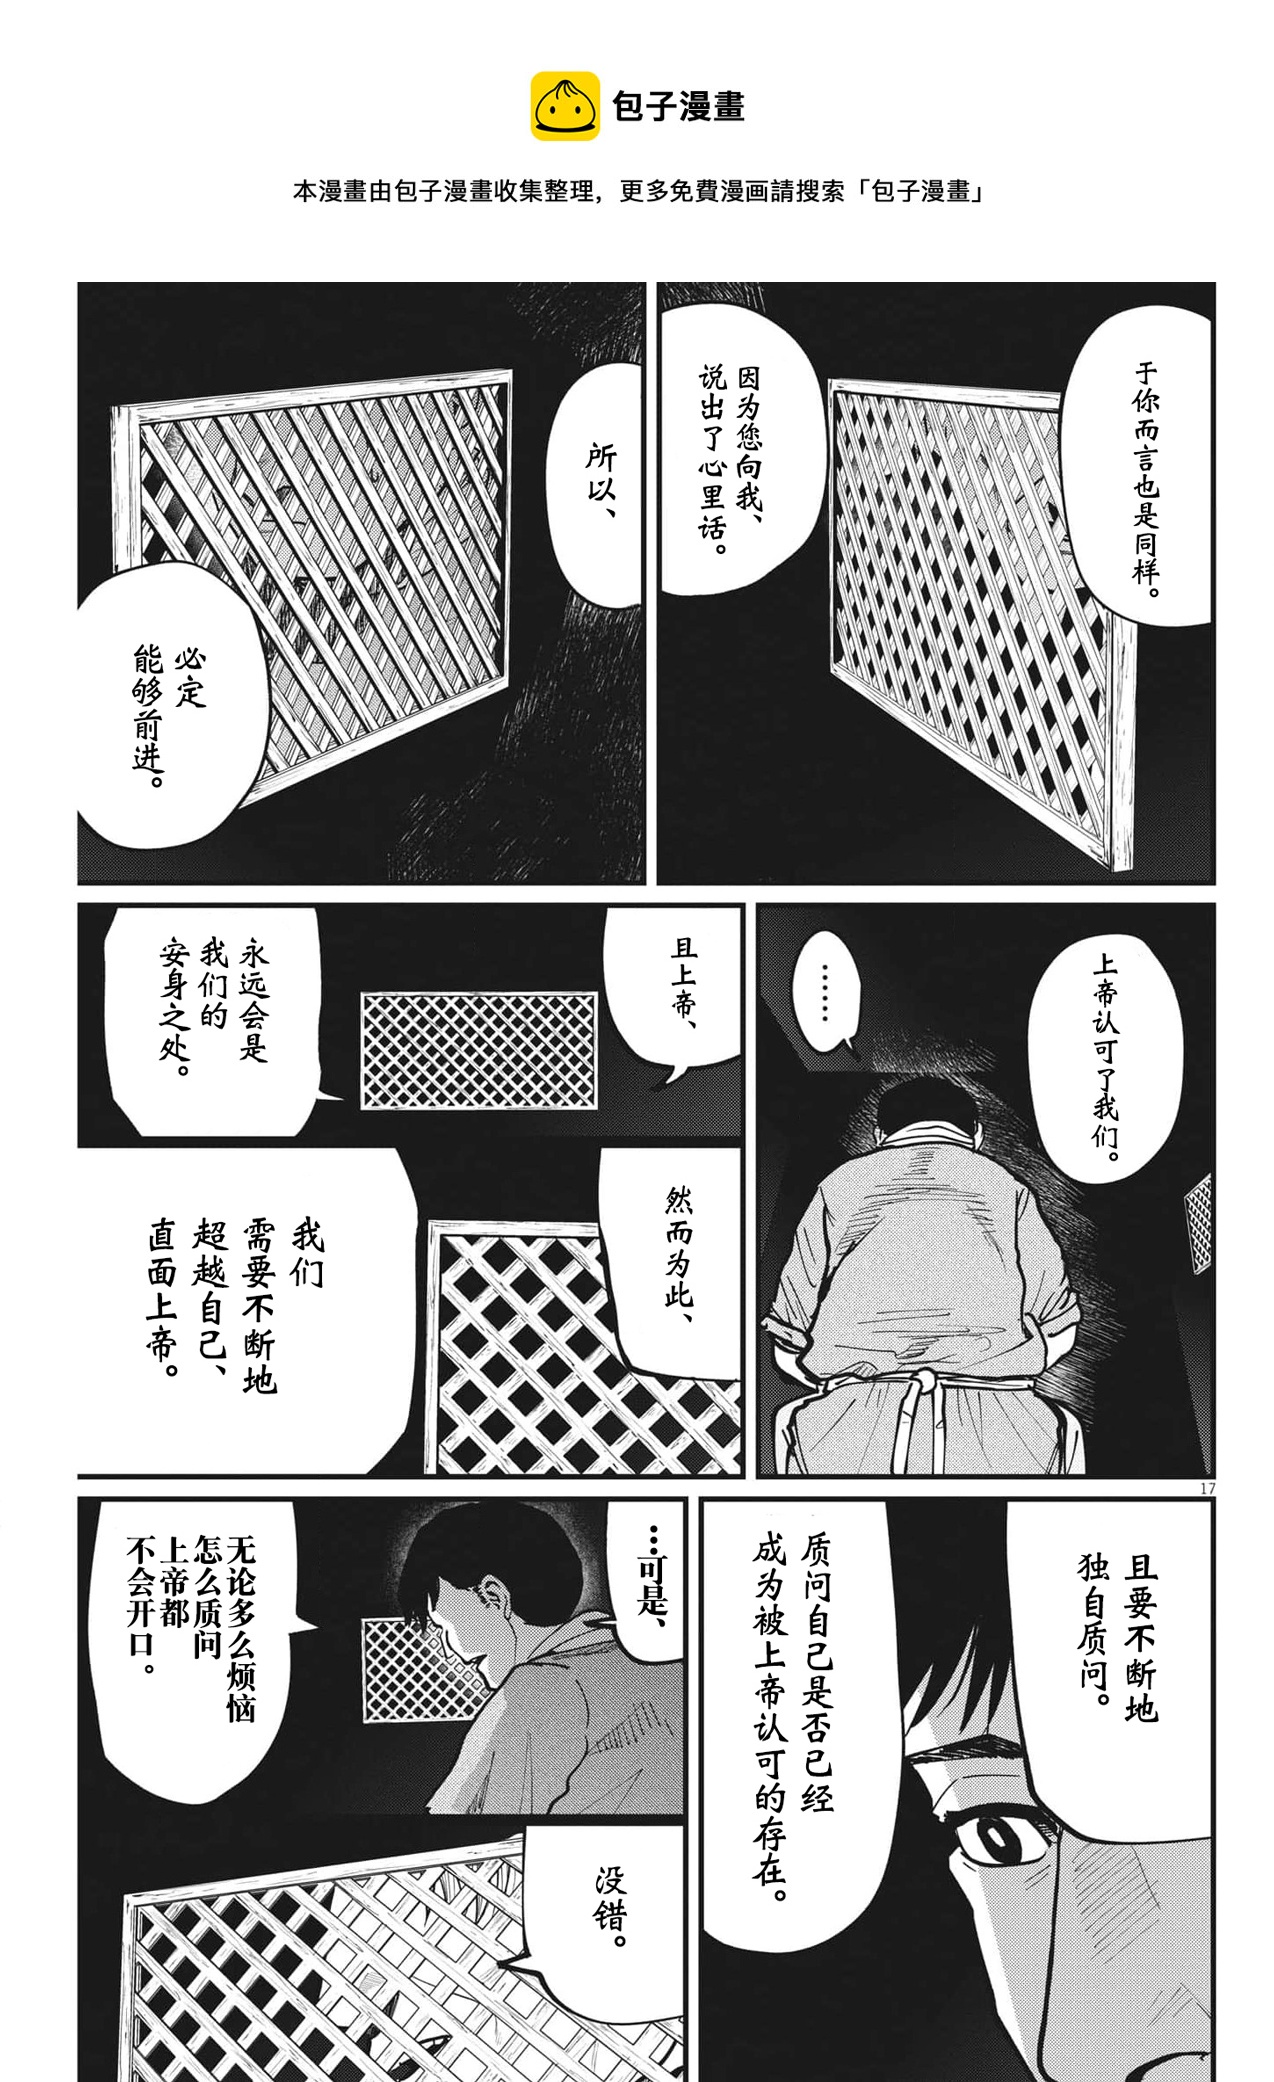 包子漫畫
本漫畫由包子漫畫收集整理，更多免費漫画請搜索「包子漫畫」
于你而言也是同样。
因为您向我、
说出了心里话。
所以、
必定
能够前进。
上帝认可了我们。
……
且上帝、
永远会是
我们的
安身之处。
然而为此、
我们
需要不断地
超越自己、
直面上帝。
17
且要不断地
独自质问。
质问自己是否已经
成为被上帝认可的存在。
…可是、
无论多么烦恼
怎么质问
上帝都
不会开口。
没错。